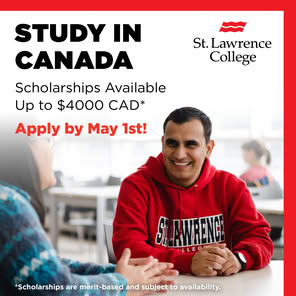 STUDY IN
CANADA
St. Lawrence
College
Scholarships Available
Up to $4000 CAD*
Apply by May 1st!
ST. LAWRENCE
*Scholarships are merit-based and subject to availability.